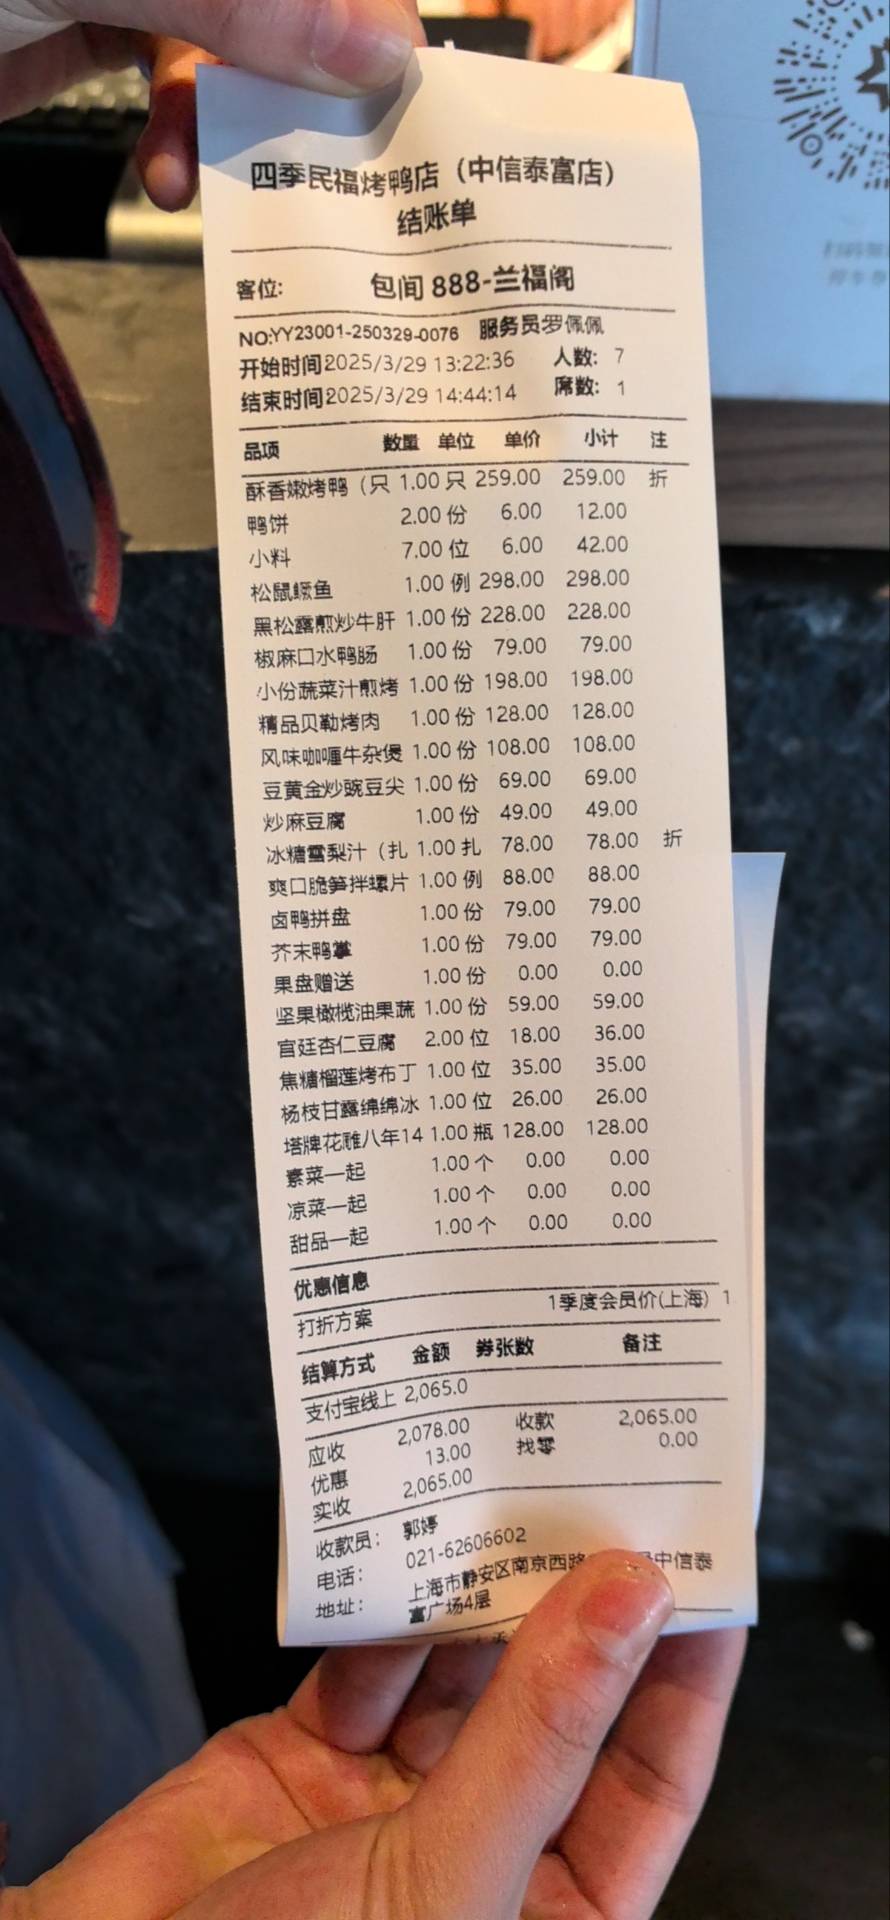 四季民福烤鸭店（中信泰富店）
结账单
客位: 包间 888-兰福阁
NO:YY23001-250329-0076 服务员罗佩佩
开始时间2025/3/29 13:22:36 人数: 7
结束时间2025/3/29 14:44:14 席数: 1
品项 数量 单位 单价 小计 注
酥香嫩烤鸭（只 1.00 只 259.00 259.00 折
鸭饼 2.00 份 6.00 12.00
小料 7.00 位 6.00 42.00
松鼠鳜鱼 1.00 例 298.00 298.00
黑松露煎炒牛肝 1.00 份 228.00 228.00
椒麻口水鸭肠 1.00 份 79.00 79.00
小份蔬菜汁煎烤 1.00 份 198.00 198.00
精品贝勒烤肉 1.00 份 128.00 128.00
风味咖喱牛杂煲 1.00 份 108.00 108.00
豆黄金炒豌豆尖 1.00 份 69.00 69.00
炒麻豆腐 1.00 份 49.00 49.00
冰糖雪梨汁（扎 1.00 扎 78.00 78.00 折
爽口脆笋拌螺片 1.00 例 88.00 88.00
卤鸭拼盘 1.00 份 79.00 79.00
芥末鸭掌 1.00 份 79.00 79.00
果盘赠送 1.00 份 0.00 0.00
坚果橄榄油果蔬 1.00 份 59.00 59.00
宫廷杏仁豆腐 2.00 位 18.00 36.00
焦糖榴莲烤布丁 1.00 位 35.00 35.00
杨枝甘露绵绵冰 1.00 位 26.00 26.00
塔牌花雕八年14 1.00 瓶 128.00 128.00
素菜一起 1.00 个 0.00 0.00
凉菜一起 1.00 个 0.00 0.00
甜品一起 1.00 个 0.00 0.00
优惠信息
打折方案 1季度会员价(上海) 1
结算方式 金额 券张数 备注
支付宝线上 2,065.0
应收 2,078.00 收款 2,065.00
优惠 13.00 找零 0.00
实收 2,065.00
收款员: 郭婷
电话: 021-62606602
地址: 上海市静安区南京西路 中信泰
富广场4层